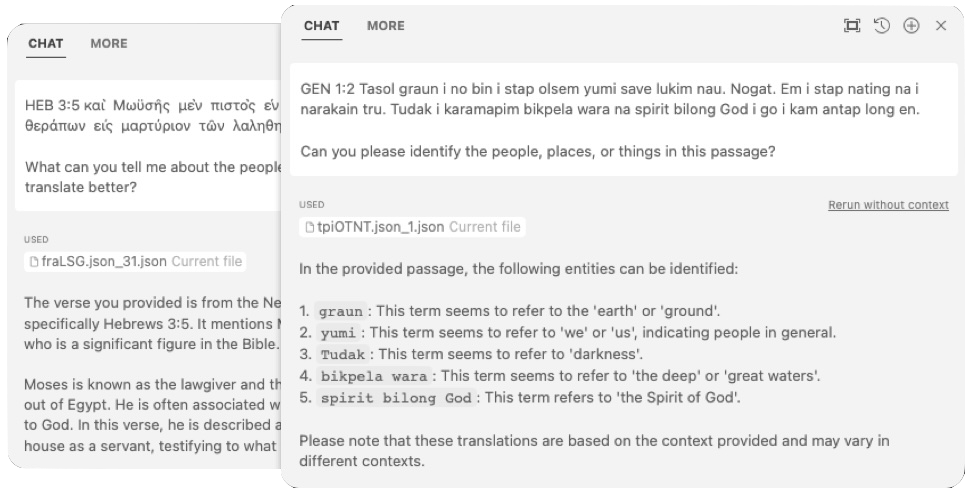 CHAT MORE
HEB 3:5 καὶ Μωϋσῆς μὲν πιστὸς ἐν
θεράπων εἰς μαρτύριον τῶν λαληθη
What can you tell me about the people
translate better?
USED
fraLSG.json_31.json Current file
The verse you provided is from the Ne
specifically Hebrews 3:5. It mentions M
who is a significant figure in the Bible.
Moses is known as the lawgiver and th
out of Egypt. He is often associated w
to God. In this verse, he is described a
house as a servant, testifying to what
CHAT MORE
GEN 1:2 Tasol graun i no bin i stap olsem yumi save lukim nau. Nogat. Em i stap nating na i
narakain tru. Tudak i karamapim bikpela wara na spirit bilong God i go i kam antap long en.
Can you please identify the people, places, or things in this passage?
USED
Rerun without context
tpiOTNT.json_1.json Current file
In the provided passage, the following entities can be identified:
1. graun: This term seems to refer to the 'earth' or 'ground'.
2. yumi: This term seems to refer to 'we' or 'us', indicating people in general.
3. Tudak: This term seems to refer to 'darkness'.
4. bikpela wara: This term seems to refer to 'the deep' or 'great waters'.
5. spirit bilong God: This term refers to 'the Spirit of God'.
Please note that these translations are based on the context provided and may vary in
different contexts.